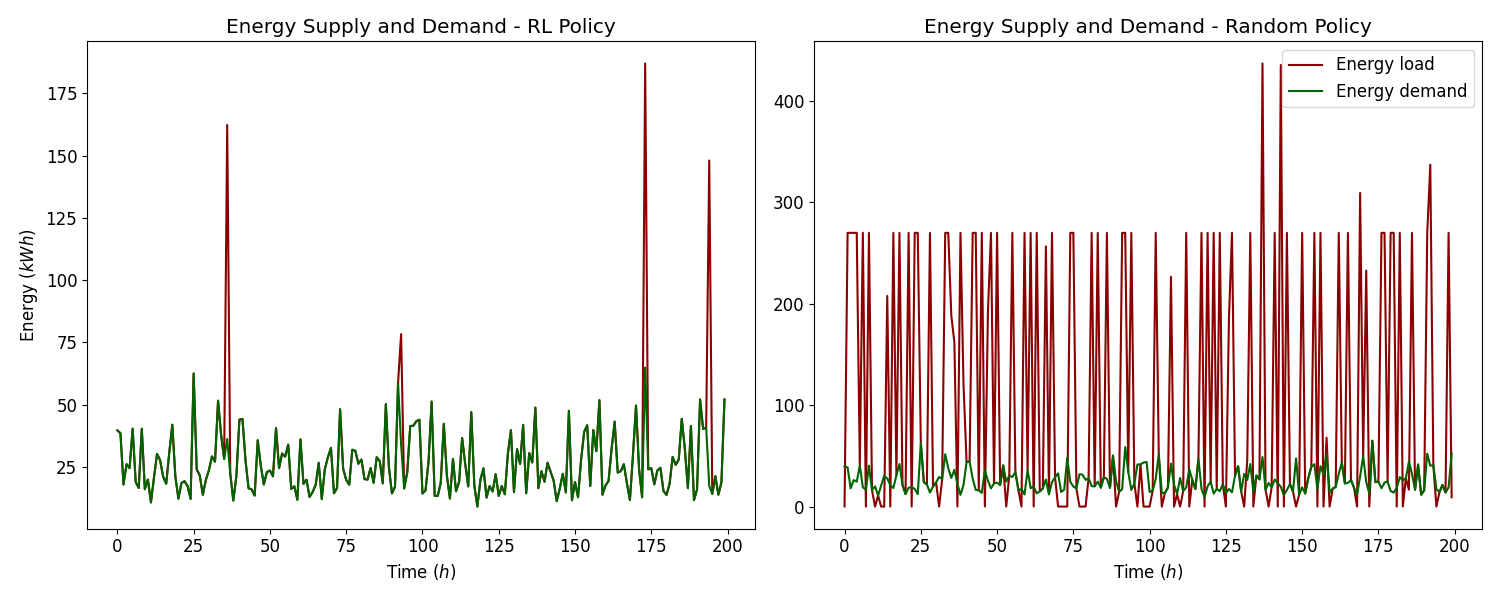 Energy Supply and Demand - RL Policy
Energy (kWh)
175
150
125
100
75
50
25
0 25 50 75 100 125 150 175 200
Time (h)
Energy Supply and Demand - Random Policy
Energy load
Energy demand
400
300
200
100
0
0 25 50 75 100 125 150 175 200
Time (h)